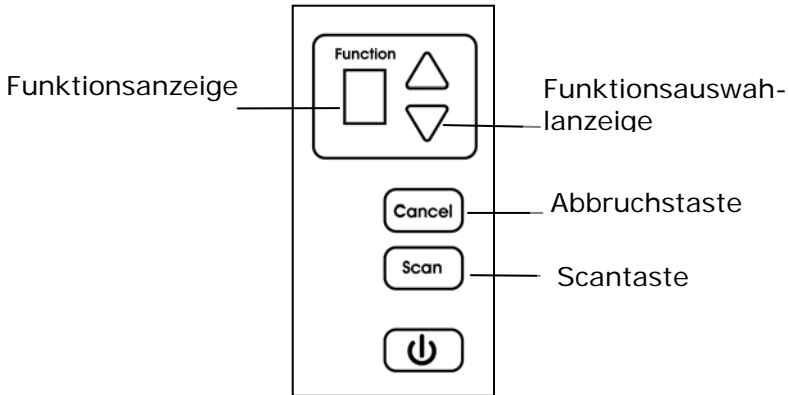 Function
Funktionsanzeige
Funktionsauswah-
lanzeige
Cancel
Abbruchstaste
Scan
Scantaste